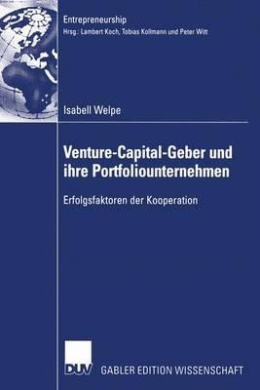 Entrepreneurship
Hrsg.: Lambert Koch, Tobias Kollmann und Peter Witt
Isabell Welpe
Venture-Capital-Geber und
ihre Portfoliounternehmen
Erfolgsfaktoren der Kooperation
DUV
GABLER EDITION WISSENSCHAFT